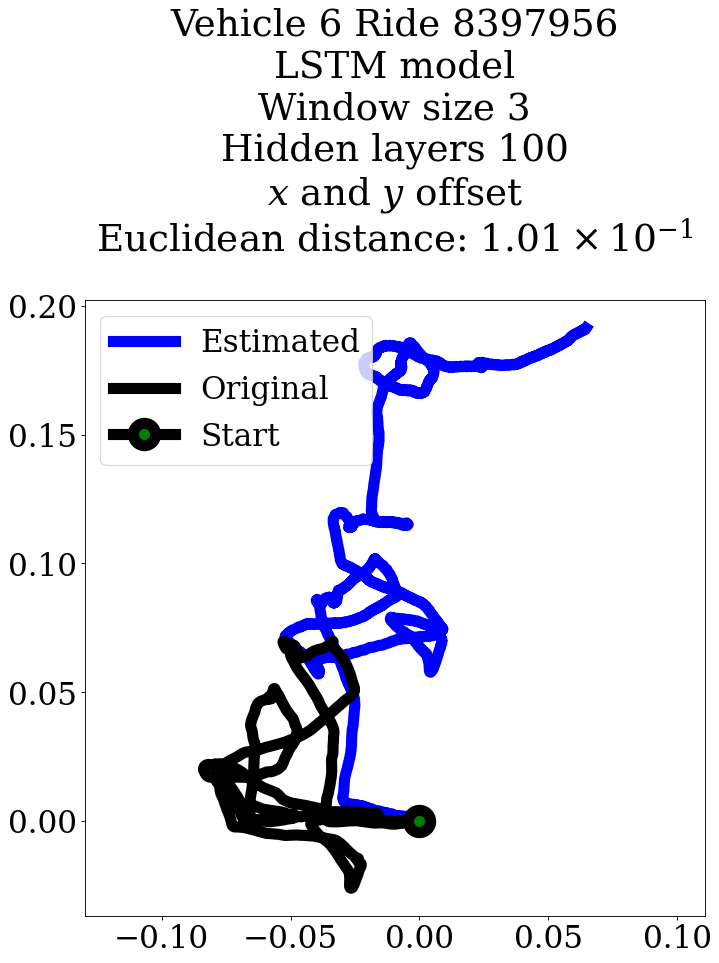 Vehicle 6 Ride 8397956
LSTM model
Window size 3
Hidden layers 100
x and y offset
Euclidean distance: 1.01 × 10⁻¹
Estimated
Original
Start
0.20
0.15
0.10
0.05
0.00
−0.10 −0.05 0.00 0.05 0.10